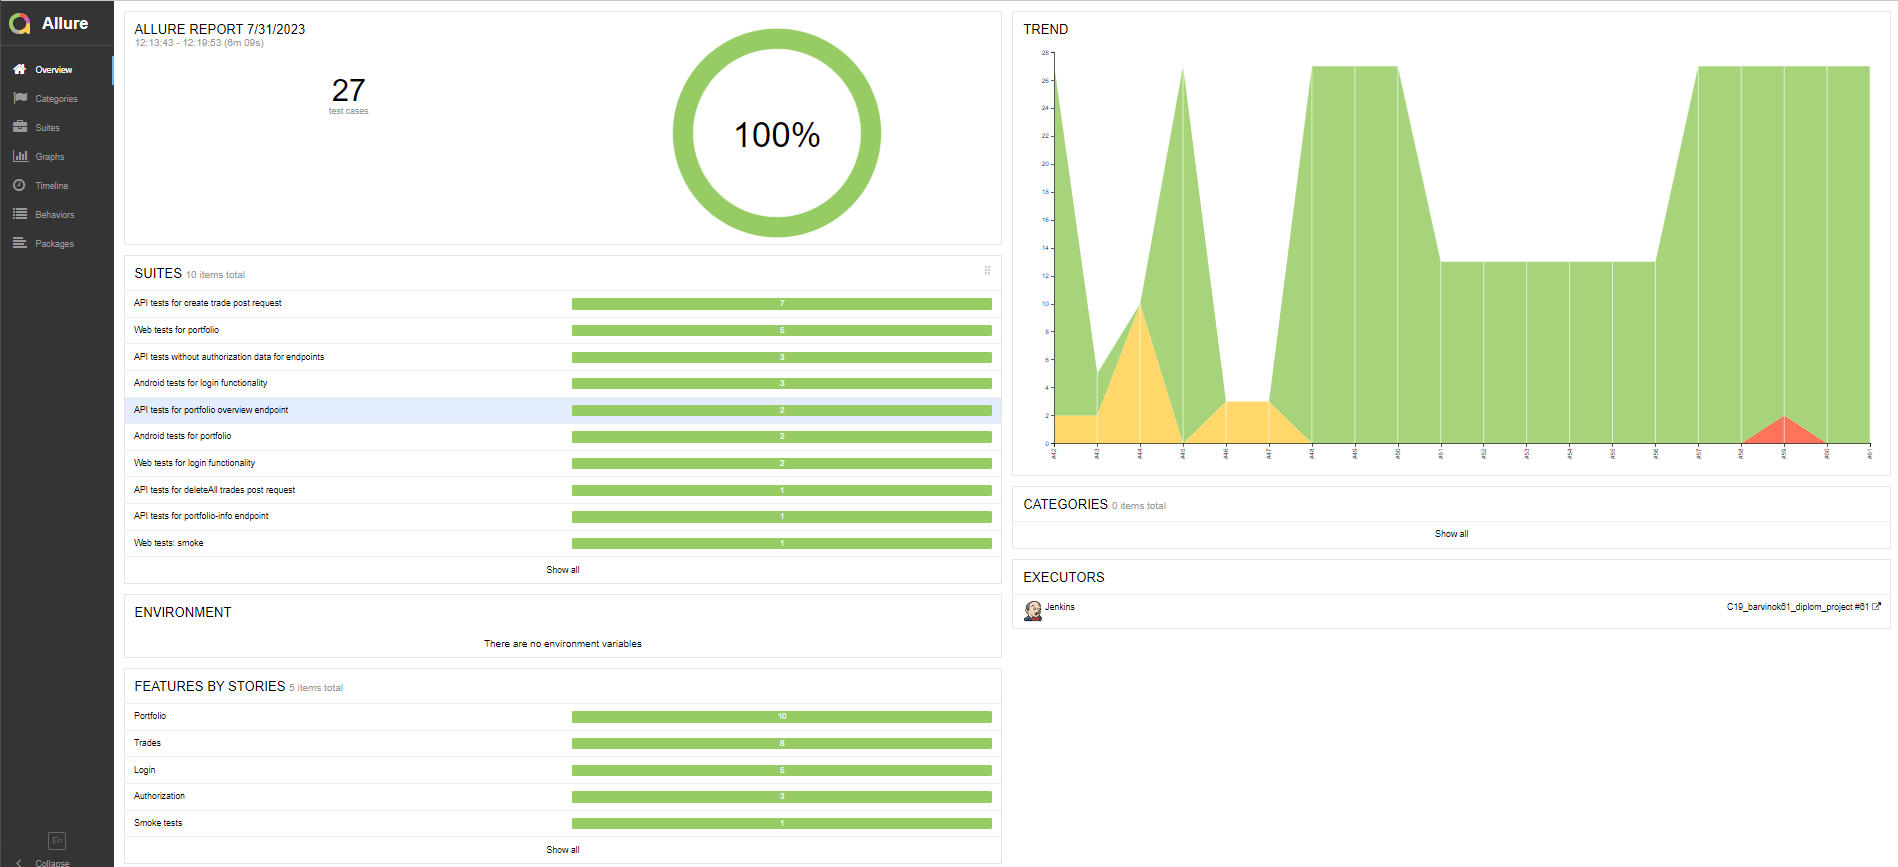 Allure
Overview
Categories
Suites
Graphs
Timeline
Behaviors
Packages
En
Collapse
ALLURE REPORT 7/31/2023
12:13:43 - 12:19:53 (6m 09s)
27
test cases
100%
SUITES 10 items total
API tests for create trade post request 7
Web tests for portfolio 5
API tests without authorization data for endpoints 3
Android tests for login functionality 3
API tests for portfolio overview endpoint 2
Android tests for portfolio 2
Web tests for login functionality 2
API tests for deleteAll trades post request 1
API tests for portfolio-info endpoint 1
Web tests: smoke 1
Show all
ENVIRONMENT
There are no environment variables
FEATURES BY STORIES 5 items total
Portfolio 10
Trades 8
Login 5
Authorization 3
Smoke tests 1
Show all
TREND
28
26
24
22
20
18
16
14
12
10
8
6
4
2
0
#42 #43 #44 #45 #46 #47 #48 #49 #50 #51 #52 #53 #54 #55 #56 #57 #58 #59 #60 #61
CATEGORIES 0 items total
Show all
EXECUTORS
Jenkins C19_barvinok61_diplom_project #61